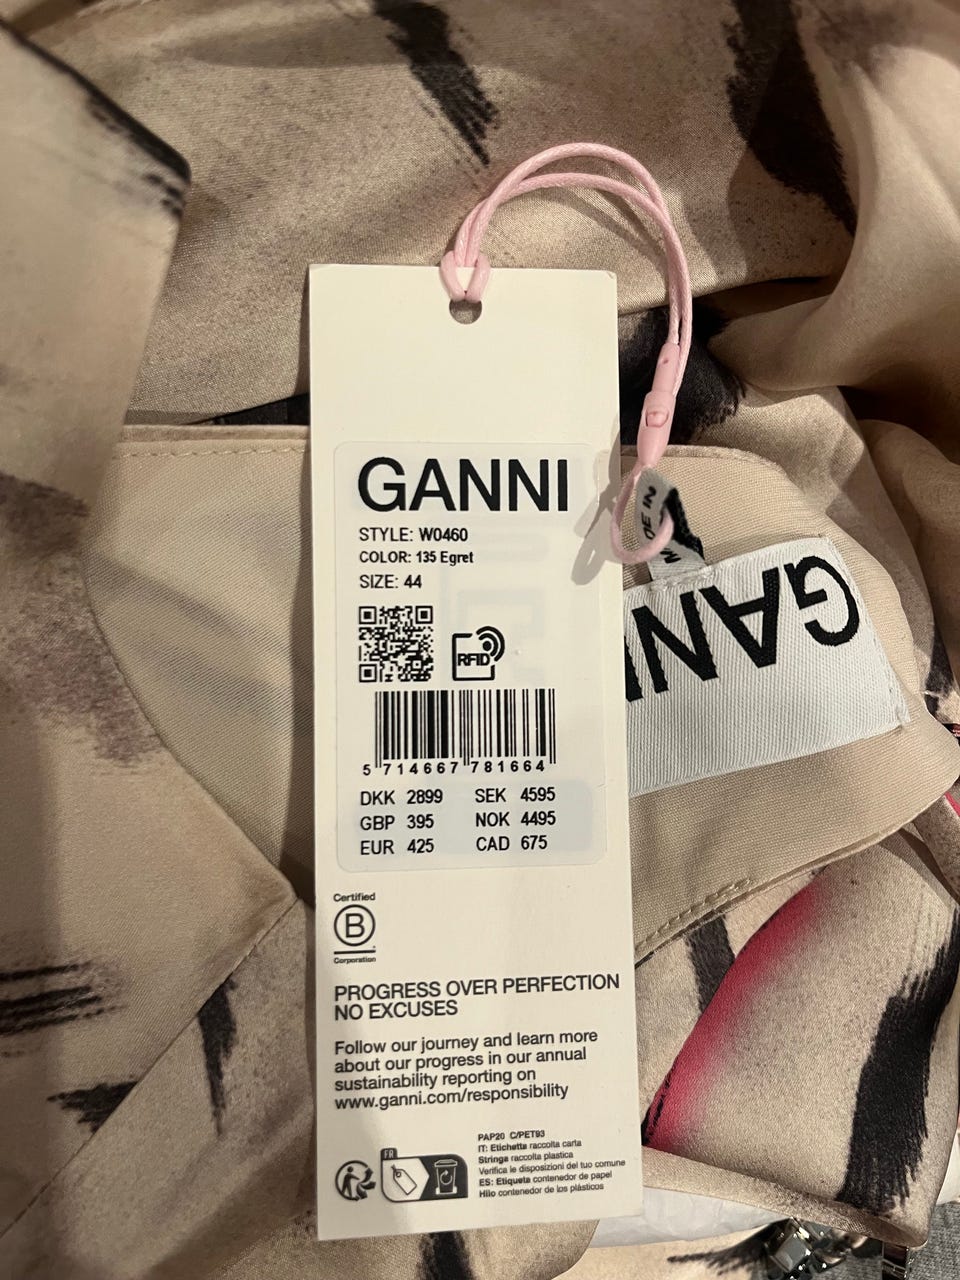 GANNI
STYLE: W0460
COLOR: 135 Egret
SIZE: 44
RFID
5 714667 781664
DKK 2899 SEK 4595
GBP 395 NOK 4495
EUR 425 CAD 675
Certified
B
Corporation
PROGRESS OVER PERFECTION
NO EXCUSES
Follow our journey and learn more
about our progress in our annual
sustainability reporting on
www.ganni.com/responsibility
FR
PAP20 C/PET93
IT: Etichetta raccolta carta
Stringa raccolta plastica
Verifica le disposizioni del tuo comune
ES: Etiqueta contenedor de papel
Hilo contenedor de los plásticos
DE IN
GANNI